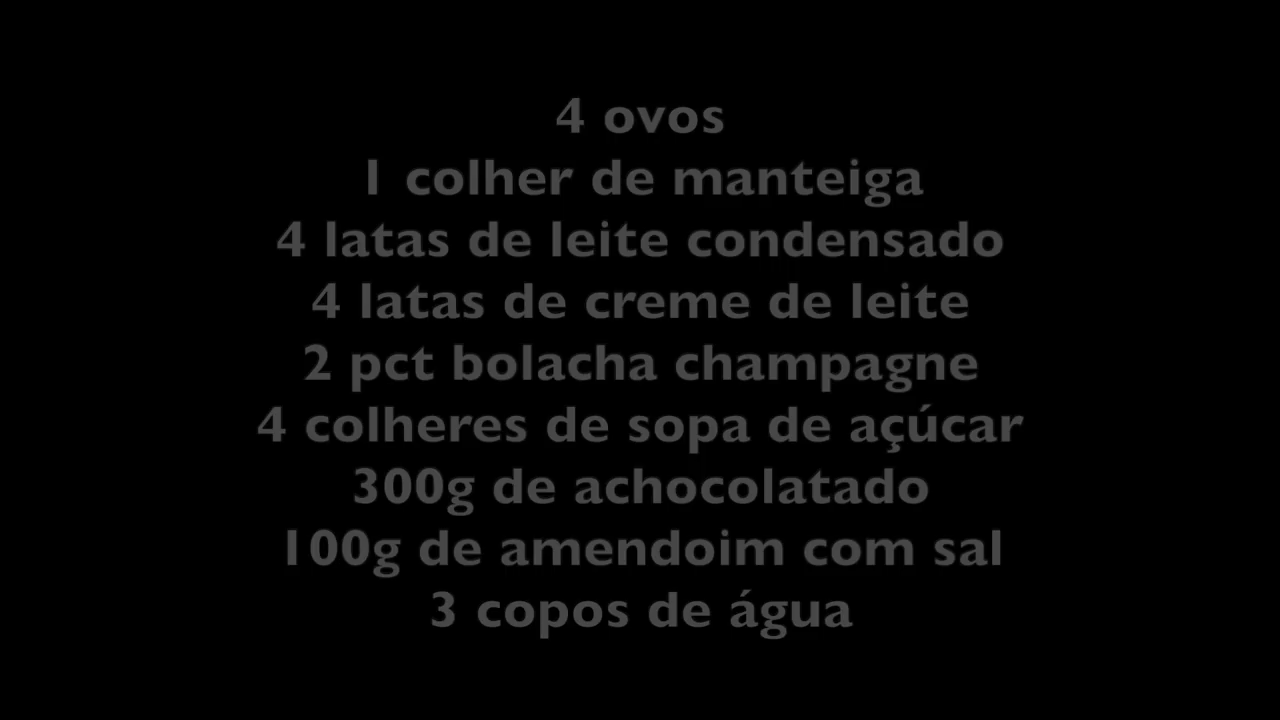 4 ovos
1 colher de manteiga
4 latas de leite condensado
4 latas de creme de leite
2 pct bolacha champagne
4 colheres de sopa de açúcar
300g de achocolatado
100g de amendoim com sal
3 copos de água